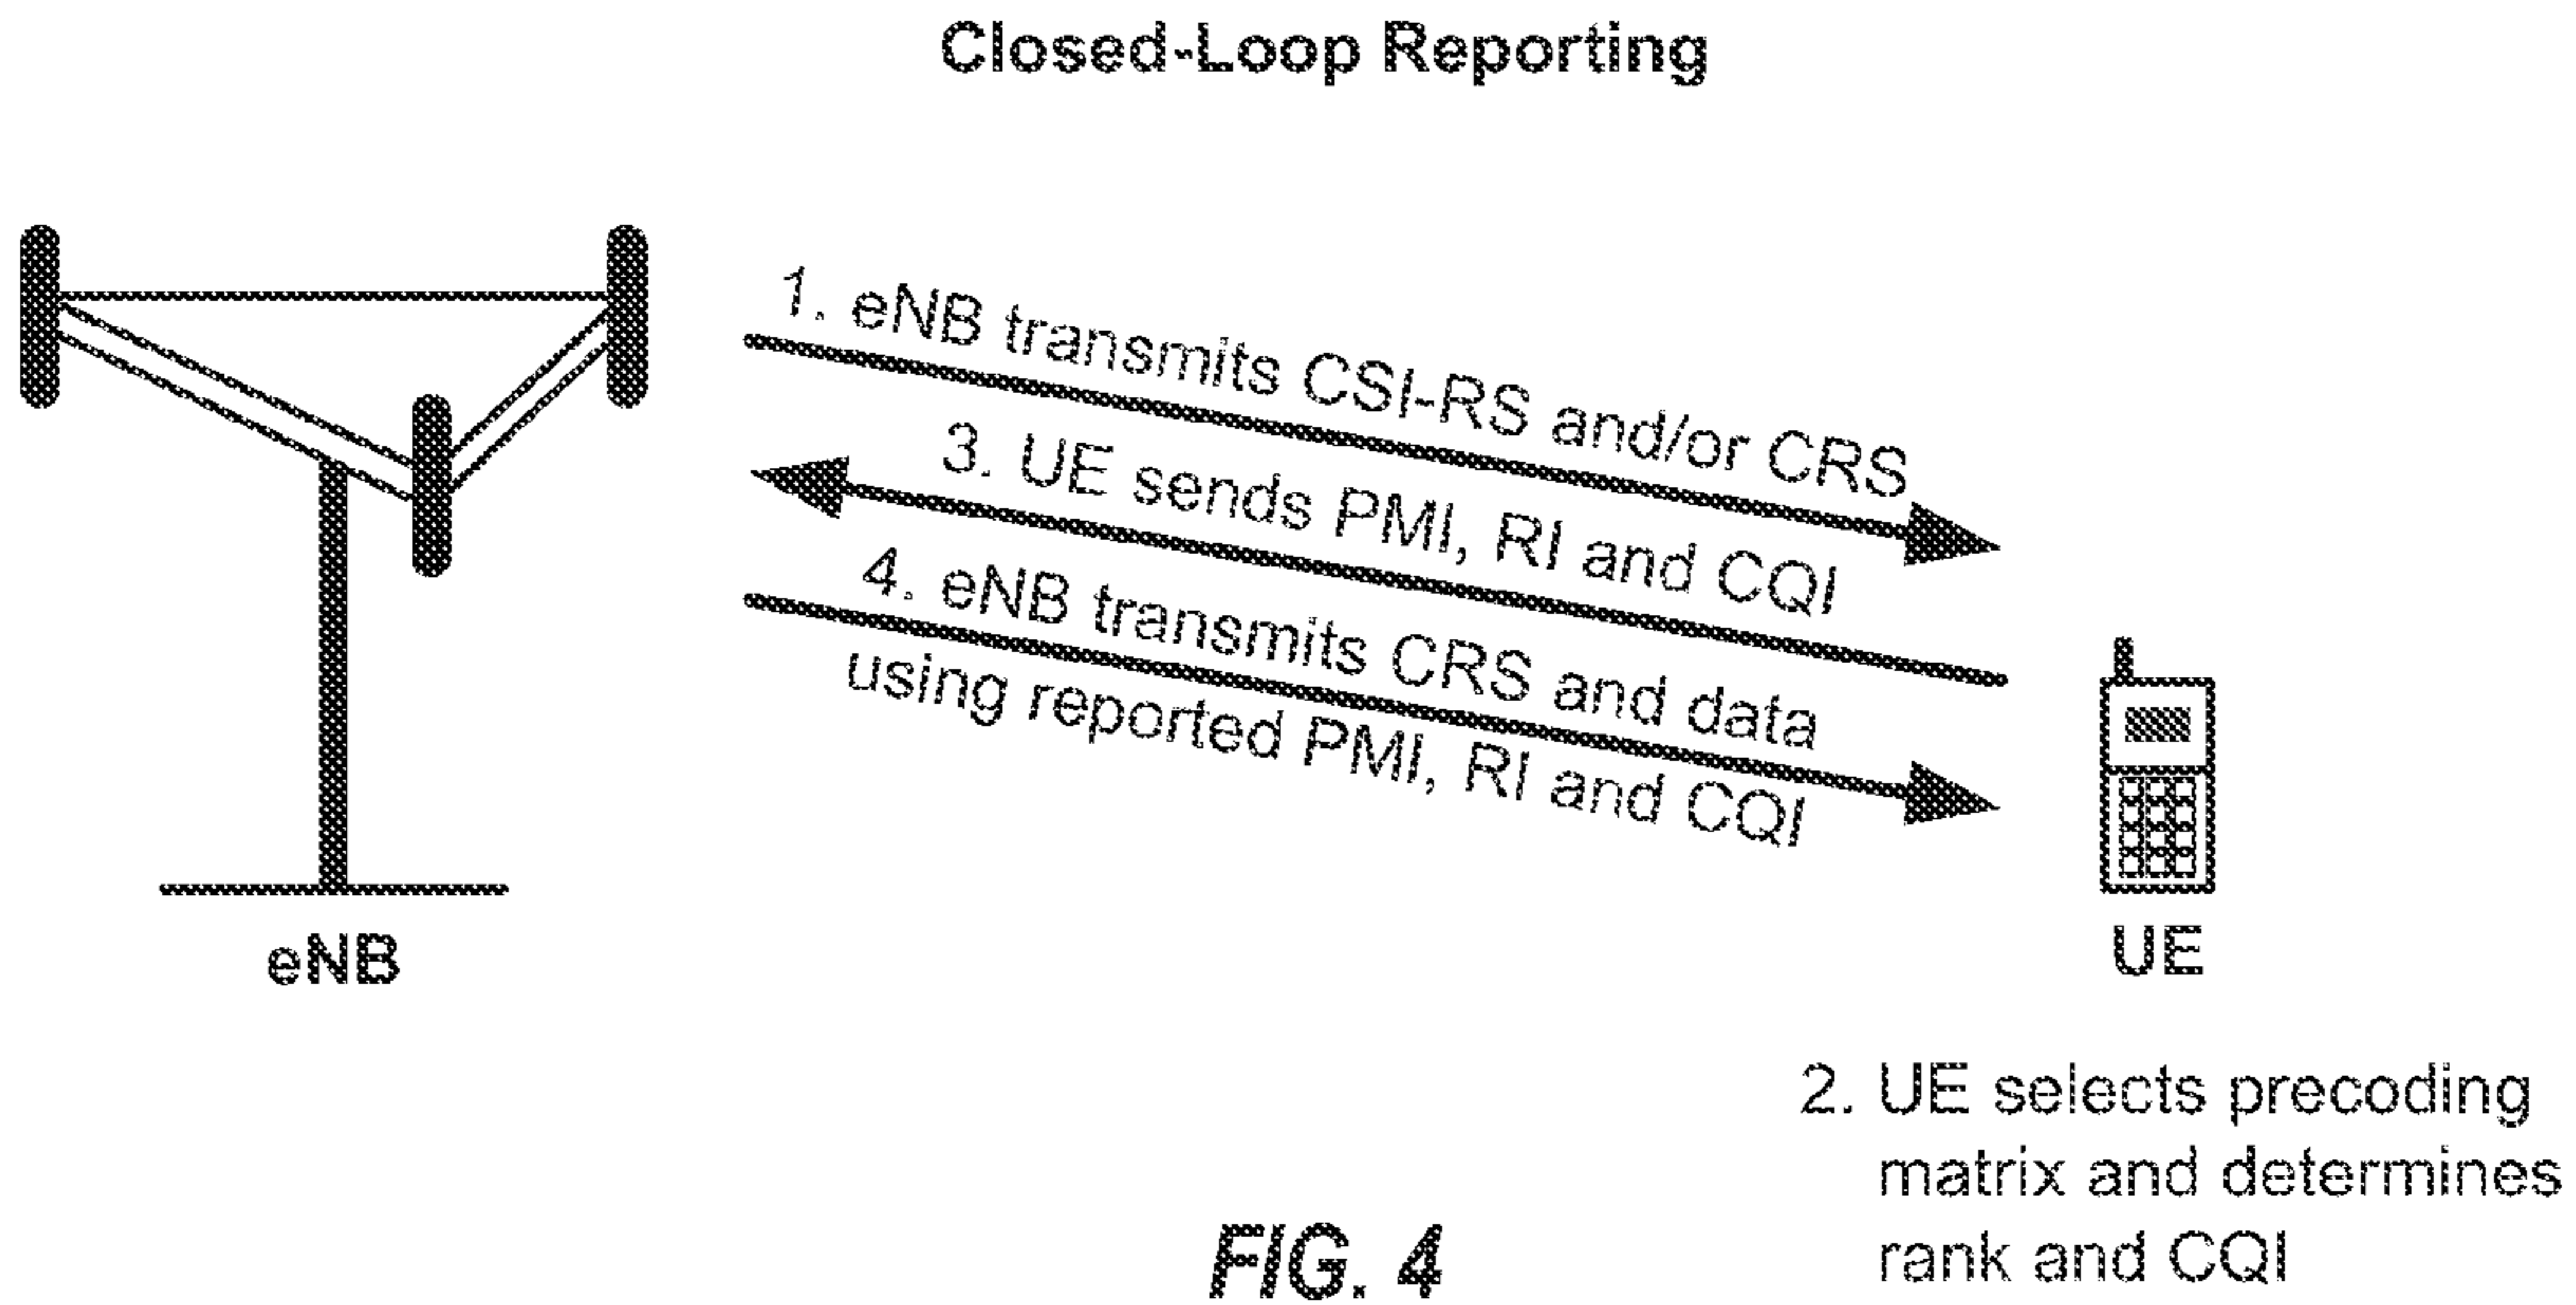 Closed-Loop Reporting
1. eNB transmits CSI-RS and/or CRS
3. UE sends PMI, RI and CQI
4. eNB transmits CRS and data
using reported PMI, RI and CQI
eNB
UE
2. UE selects precoding
matrix and determines
rank and CQI
FIG. 4